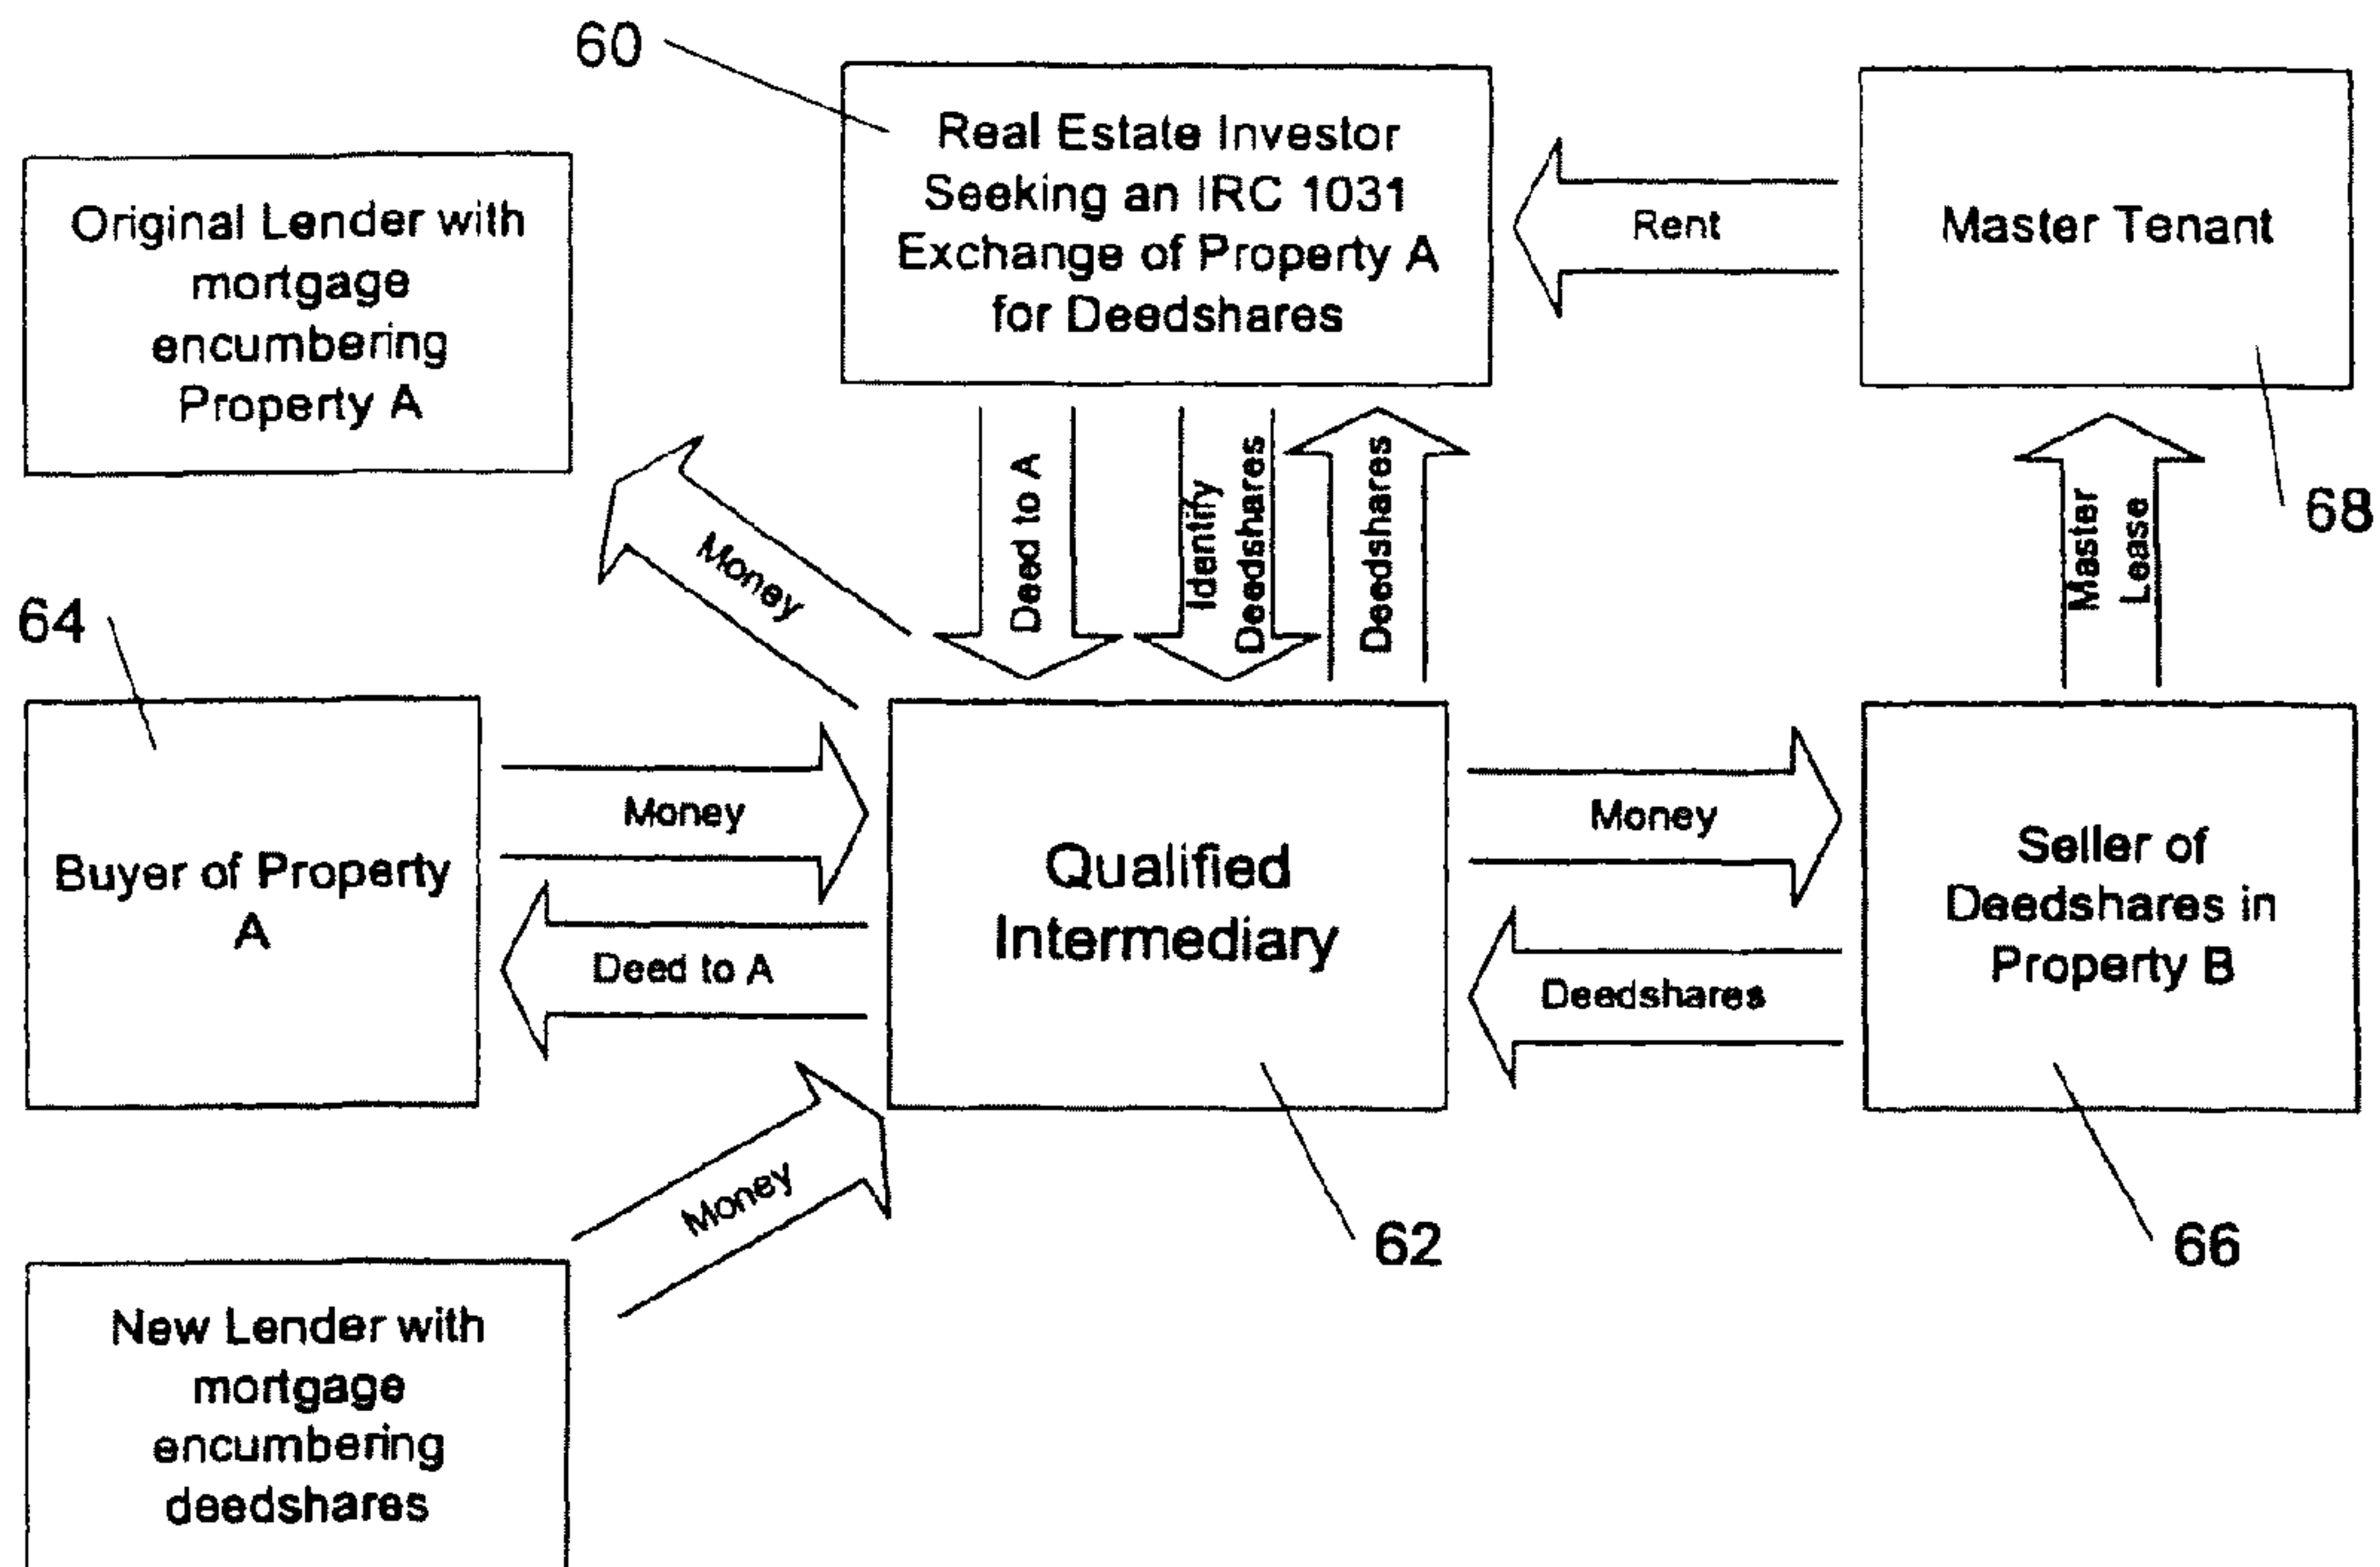 60
Real Estate Investor
Seeking an IRC 1031
Exchange of Property A
for Deedshares
Rent
Master Tenant
68
Original Lender with
mortgage
encumbering
Property A
Money
Deed to A
Identify
Deedshares
Deedshares
Master
Lease
64
Buyer of Property
A
Money
Deed to A
Qualified
Intermediary
62
Money
Deedshares
Seller of
Deedshares in
Property B
66
Money
New Lender with
mortgage
encumbering
deedshares